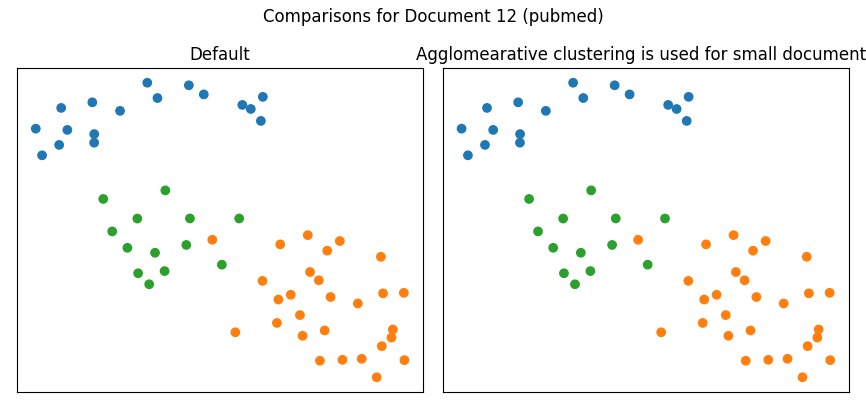 Comparisons for Document 12 (pubmed)
Default
Agglomearative clustering is used for small document